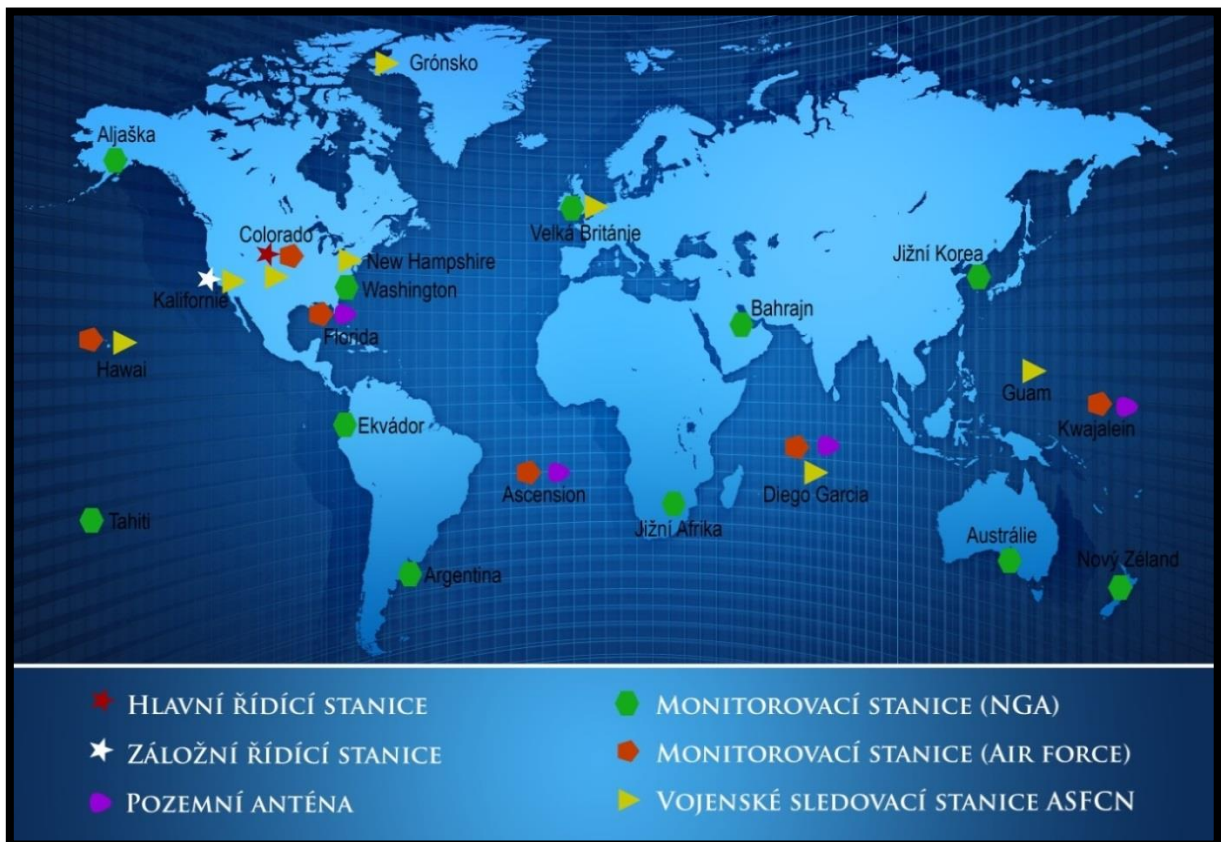 Grónsko
Aljaška
Velká Británje
Colorado
New Hampshire
Jižní Korea
Washington
Kalifornie
Bahrajn
Florida
Hawai
Guam
Ekvádor
Kwajalein
Ascension
Diego Garcia
Tahiti
Jižní Afrika
Austrálie
Nový Zéland
Argentina
HLAVNÍ ŘÍDÍCÍ STANICE
ZÁLOŽNÍ ŘÍDÍCÍ STANICE
POZEMNÍ ANTÉNA
MONITOROVACÍ STANICE (NGA)
MONITOROVACÍ STANICE (AIR FORCE)
VOJENSKÉ SLEDOVACÍ STANICE ASFCN